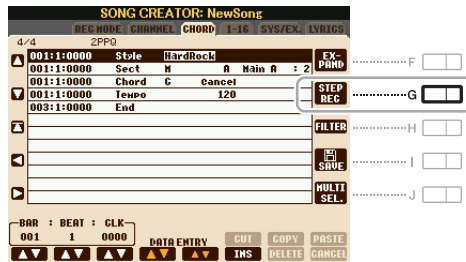 SONG CREATOR: NewSong
REC MODE CHANNEL CHORD 1-16 SYS/EX. LYRICS
4/4 2PPQ
001:1:0000 Style HardRock
001:1:0000 Sect M A Main A : 2
001:1:0000 Chord C Cancel
001:1:0000 Tempo 120
003:1:0000 End
EX-
PAND
F
STEP
REC
G
FILTER
H
SAVE
I
MULTI
SEL.
J
BAR : BEAT : CLK
001 1 0000
DATA ENTRY
CUT COPY PASTE
INS DELETE CANCEL